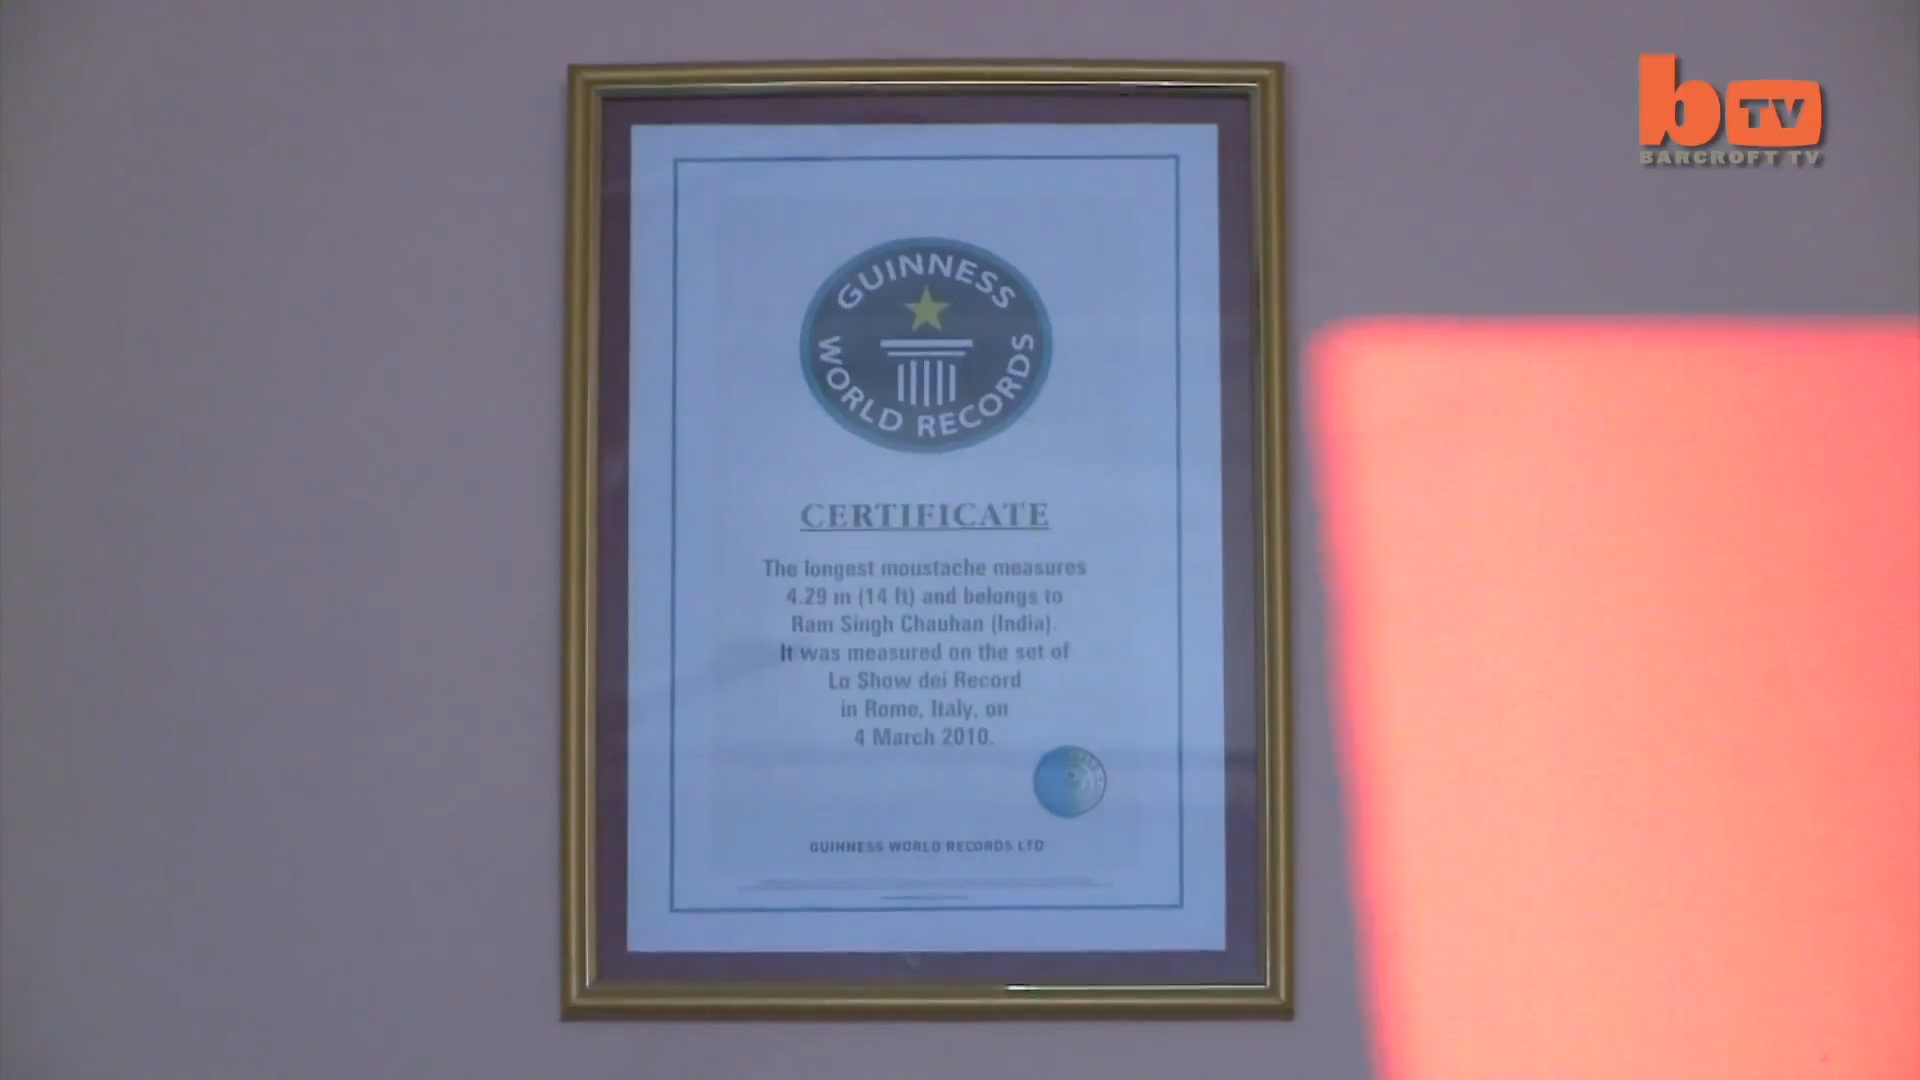 b TV
BARCROFT TV
GUINNESS
WORLD RECORDS
CERTIFICATE
The longest moustache measures
4.29 m (14 ft) and belongs to
Ram Singh Chauhan (India).
It was measured on the set of
Lo Show dei Record
in Rome, Italy, on
4 March 2010.
GUINNESS WORLD RECORDS LTD